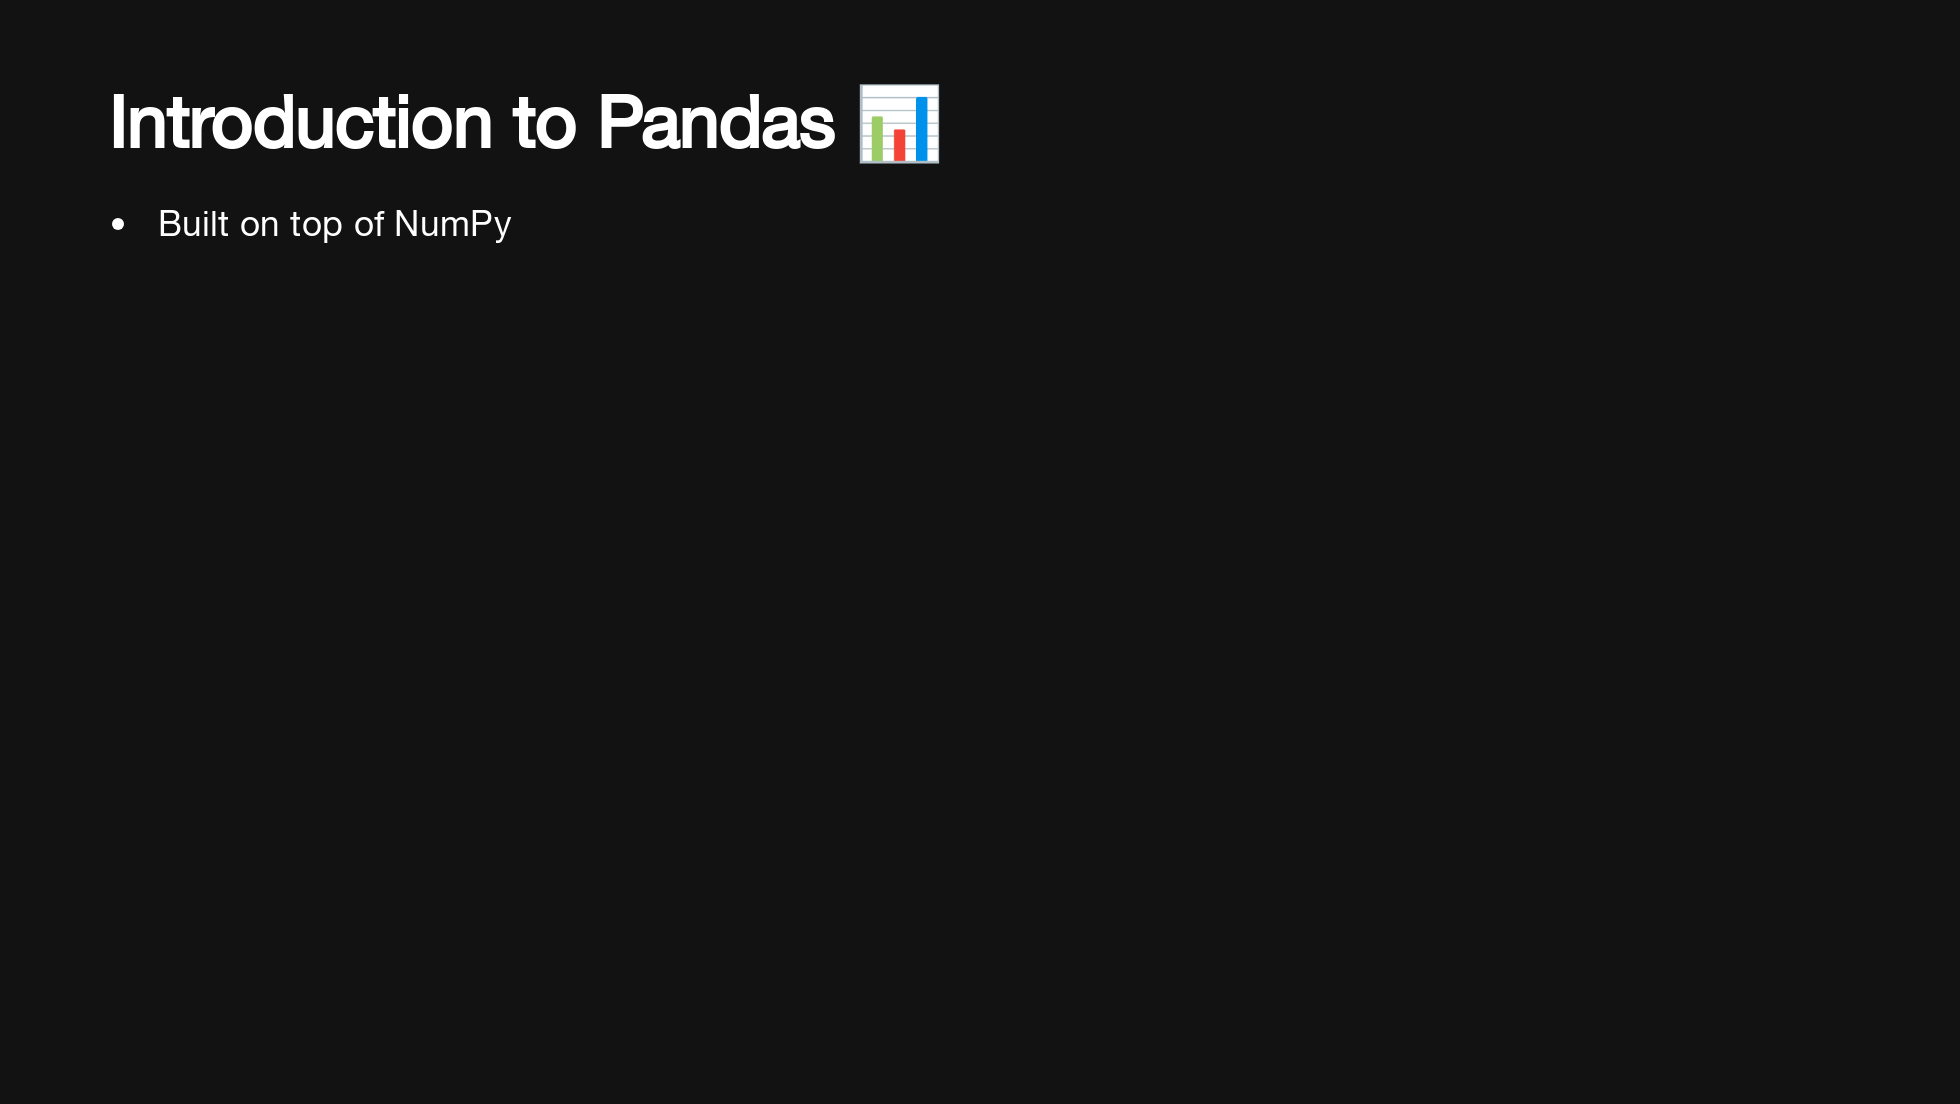 Introduction to Pandas 📊
• Built on top of NumPy